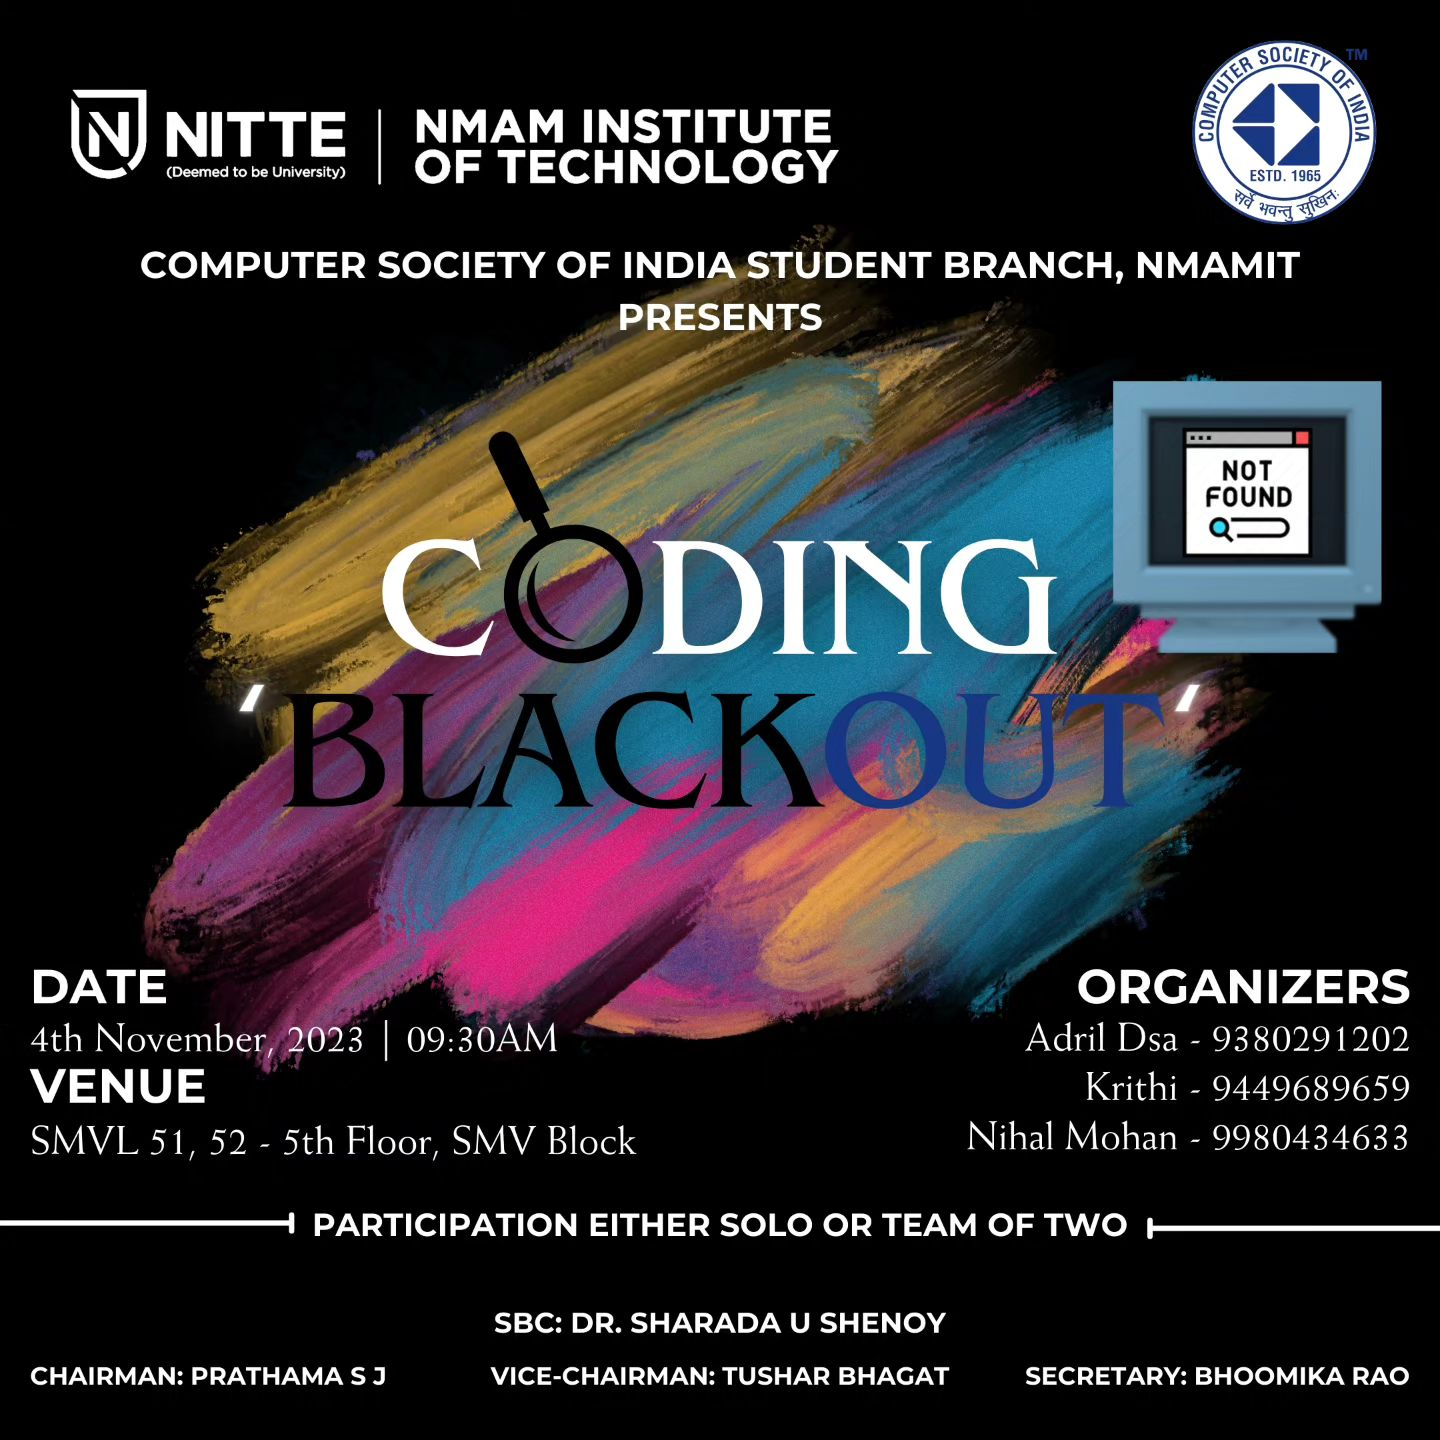 NITTE
(Deemed to be University)
NMAM INSTITUTE
OF TECHNOLOGY
COMPUTER SOCIETY OF INDIA
TM
ESTD. 1965
सर्वे भवन्तु सुखिनः
COMPUTER SOCIETY OF INDIA STUDENT BRANCH, NMAMIT
PRESENTS
NOT
FOUND
CODING
'BLACKOUT'
DATE
4th November, 2023 | 09:30AM
VENUE
SMVL 51, 52 - 5th Floor, SMV Block
ORGANIZERS
Adril Dsa - 9380291202
Krithi - 9449689659
Nihal Mohan - 9980434633
PARTICIPATION EITHER SOLO OR TEAM OF TWO
SBC: DR. SHARADA U SHENOY
CHAIRMAN: PRATHAMA S J
VICE-CHAIRMAN: TUSHAR BHAGAT
SECRETARY: BHOOMIKA RAO